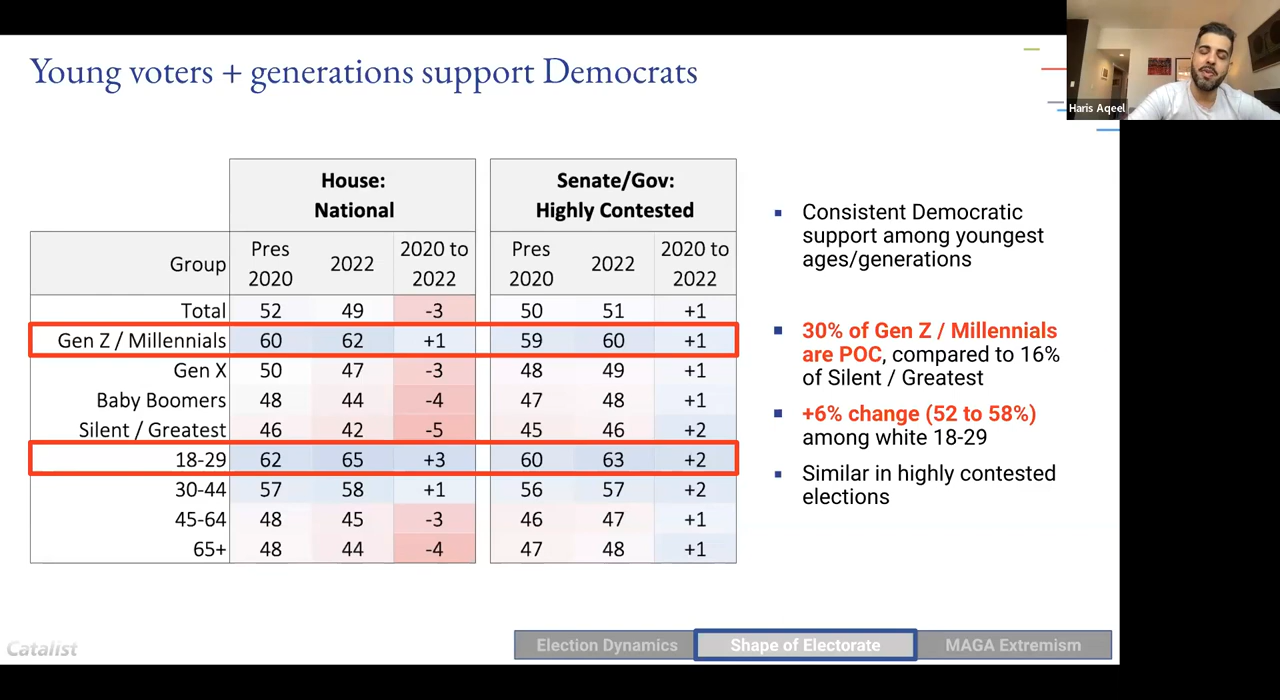 Young voters + generations support Democrats
Haris Aqeel
House:
National
Senate/Gov:
Highly Contested
Group
Pres
2020
2022
2020 to
2022
Pres
2020
2022
2020 to
2022
Total 52 49 -3 50 51 +1
Gen Z / Millennials 60 62 +1 59 60 +1
Gen X 50 47 -3 48 49 +1
Baby Boomers 48 44 -4 47 48 +1
Silent / Greatest 46 42 -5 45 46 +2
18-29 62 65 +3 60 63 +2
30-44 57 58 +1 56 57 +2
45-64 48 45 -3 46 47 +1
65+ 48 44 -4 47 48 +1
▪ Consistent Democratic
support among youngest
ages/generations
▪ 30% of Gen Z / Millennials
are POC, compared to 16%
of Silent / Greatest
▪ +6% change (52 to 58%)
among white 18-29
▪ Similar in highly contested
elections
Catalist
Election Dynamics
Shape of Electorate
MAGA Extremism